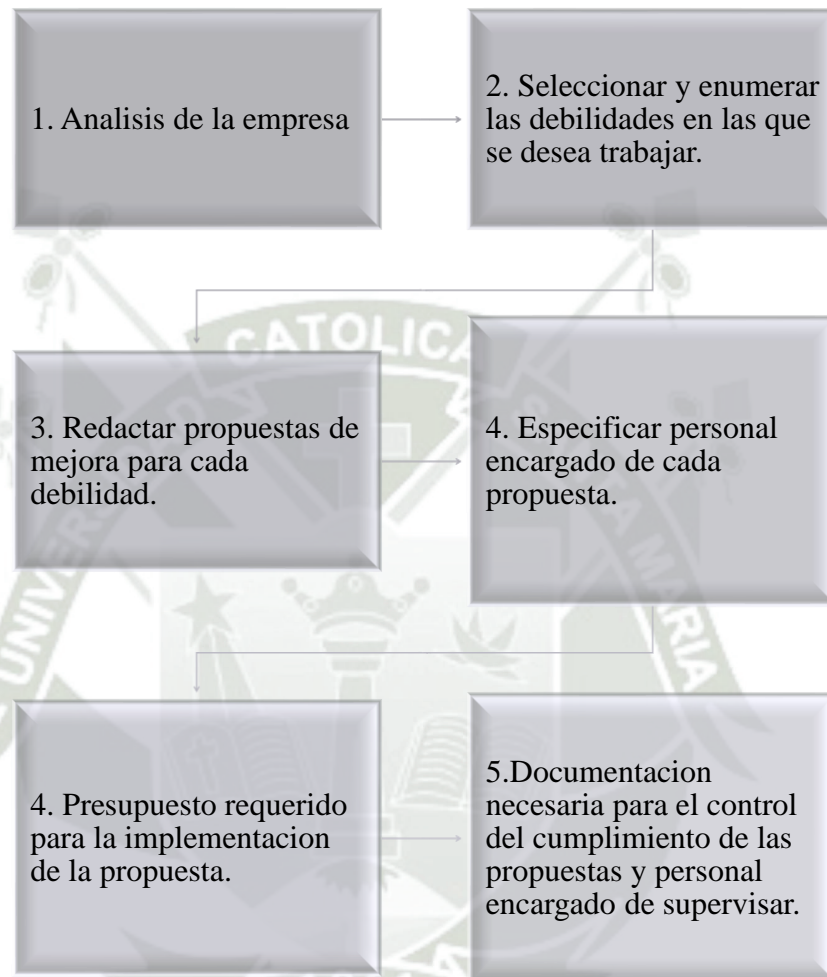 1. Analisis de la empresa
2. Seleccionar y enumerar
las debilidades en las que
se desea trabajar.
3. Redactar propuestas de
mejora para cada
debilidad.
4. Especificar personal
encargado de cada
propuesta.
4. Presupuesto requerido
para la implementacion
de la propuesta.
5.Documentacion
necesaria para el control
del cumplimiento de las
propuestas y personal
encargado de supervisar.
CATOLICA
MARIA